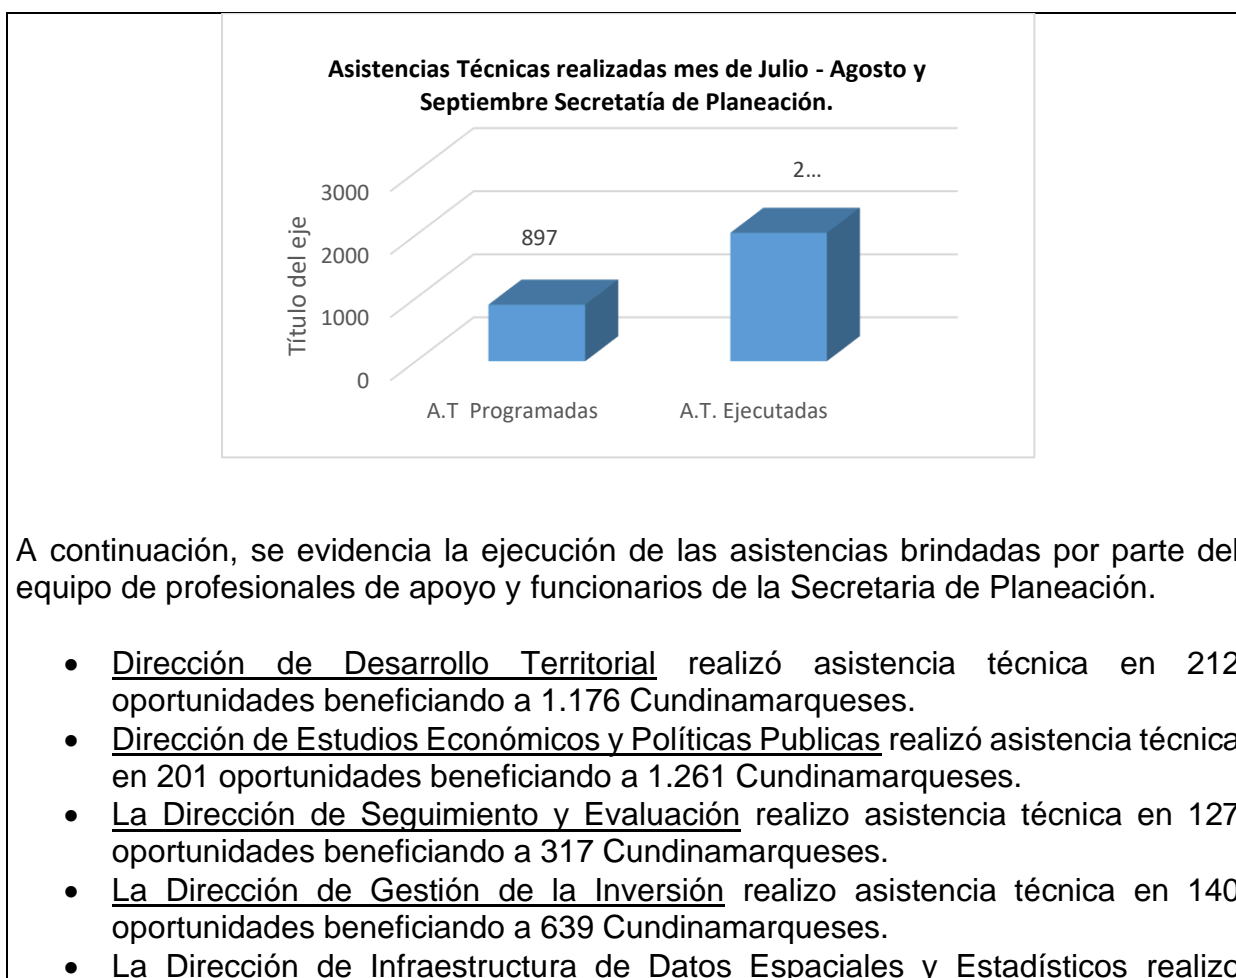 Asistencias Técnicas realizadas mes de Julio - Agosto y
Septiembre Secretatía de Planeación.
3000
2000
1000
0
Título del eje
897
2...
A.T  Programadas
A.T. Ejecutadas
A continuación, se evidencia la ejecución de las asistencias brindadas por parte del
equipo de profesionales de apoyo y funcionarios de la Secretaria de Planeación.
• Dirección de Desarrollo Territorial realizó asistencia técnica en 212
oportunidades beneficiando a 1.176 Cundinamarqueses.
• Dirección de Estudios Económicos y Políticas Publicas realizó asistencia técnica
en 201 oportunidades beneficiando a 1.261 Cundinamarqueses.
• La Dirección de Seguimiento y Evaluación realizo asistencia técnica en 127
oportunidades beneficiando a 317 Cundinamarqueses.
• La Dirección de Gestión de la Inversión realizo asistencia técnica en 140
oportunidades beneficiando a 639 Cundinamarqueses.
• La Dirección de Infraestructura de Datos Espaciales y Estadísticos realizo